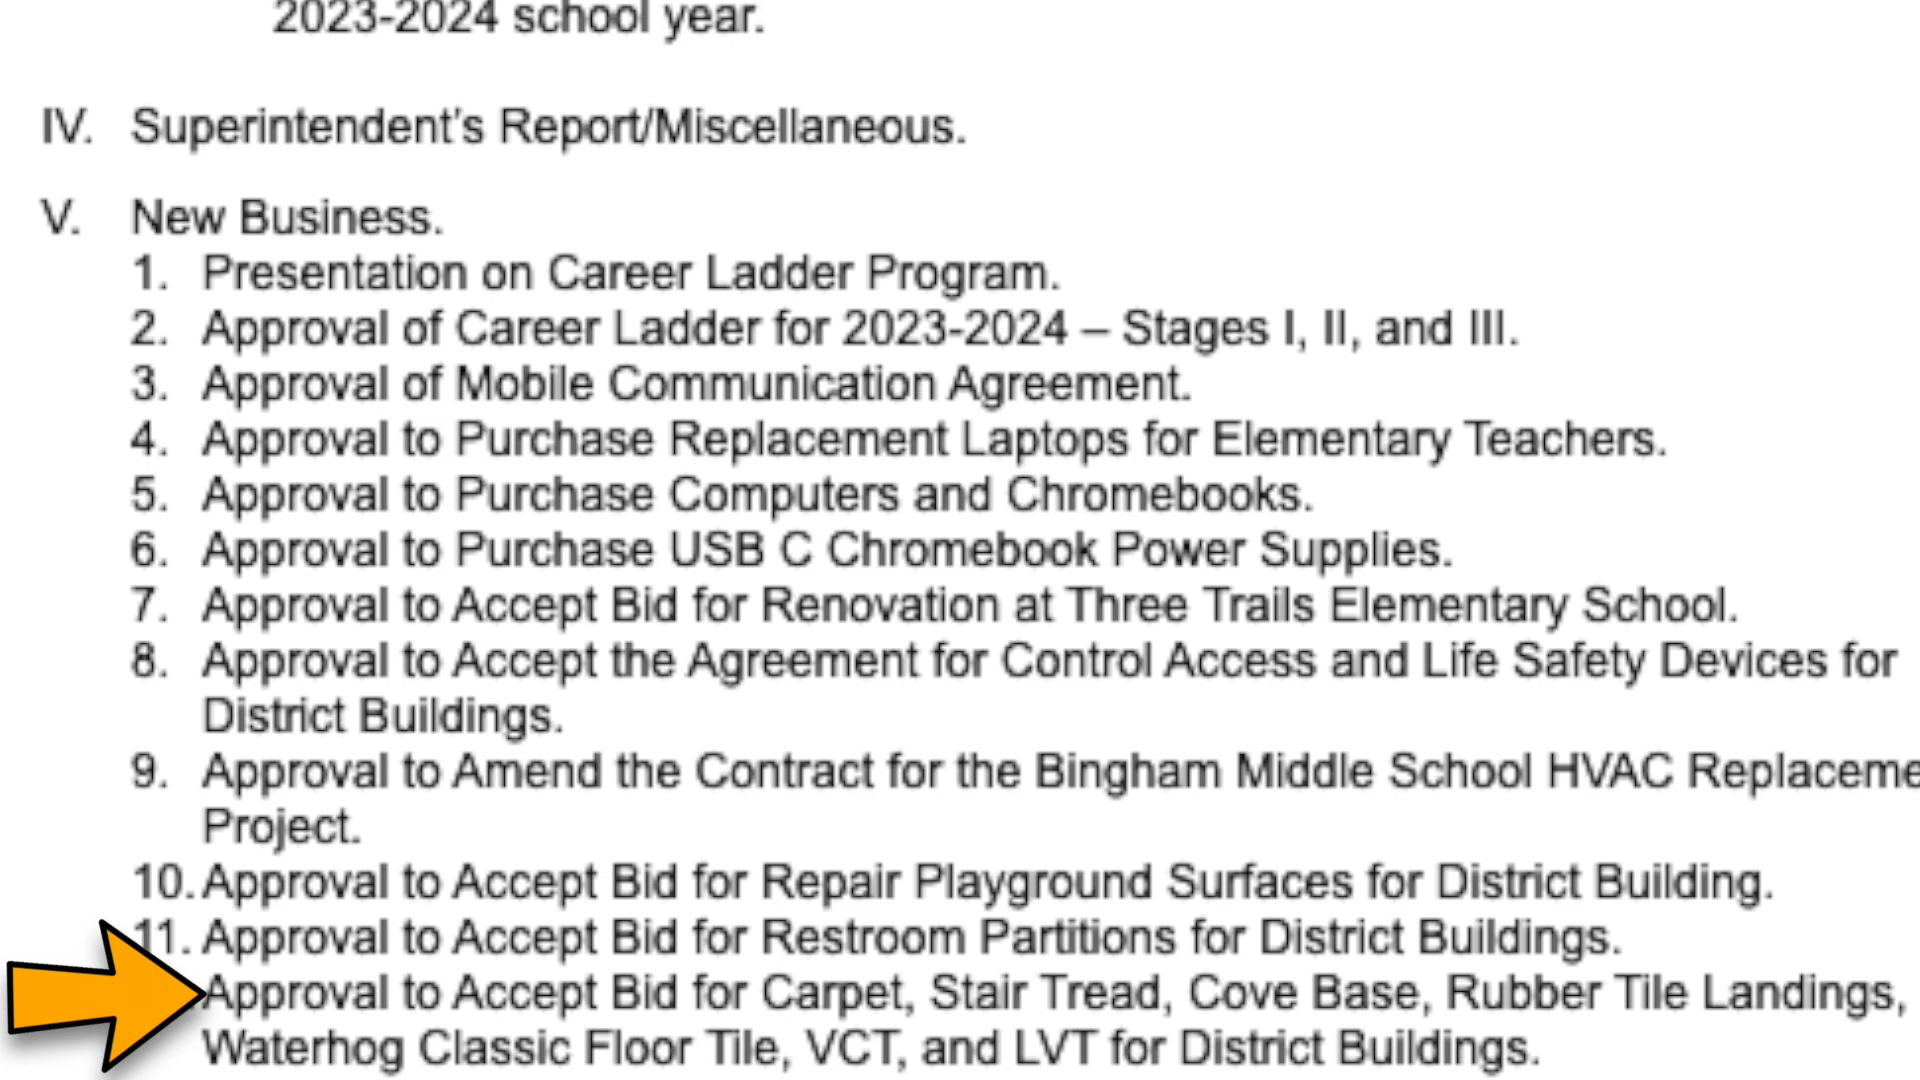 2023-2024 school year.
IV. Superintendent's Report/Miscellaneous.
V. New Business.
1. Presentation on Career Ladder Program.
2. Approval of Career Ladder for 2023-2024 – Stages I, II, and III.
3. Approval of Mobile Communication Agreement.
4. Approval to Purchase Replacement Laptops for Elementary Teachers.
5. Approval to Purchase Computers and Chromebooks.
6. Approval to Purchase USB C Chromebook Power Supplies.
7. Approval to Accept Bid for Renovation at Three Trails Elementary School.
8. Approval to Accept the Agreement for Control Access and Life Safety Devices for
District Buildings.
9. Approval to Amend the Contract for the Bingham Middle School HVAC Replaceme
Project.
10. Approval to Accept Bid for Repair Playground Surfaces for District Building.
11. Approval to Accept Bid for Restroom Partitions for District Buildings.
Approval to Accept Bid for Carpet, Stair Tread, Cove Base, Rubber Tile Landings,
Waterhog Classic Floor Tile, VCT, and LVT for District Buildings.